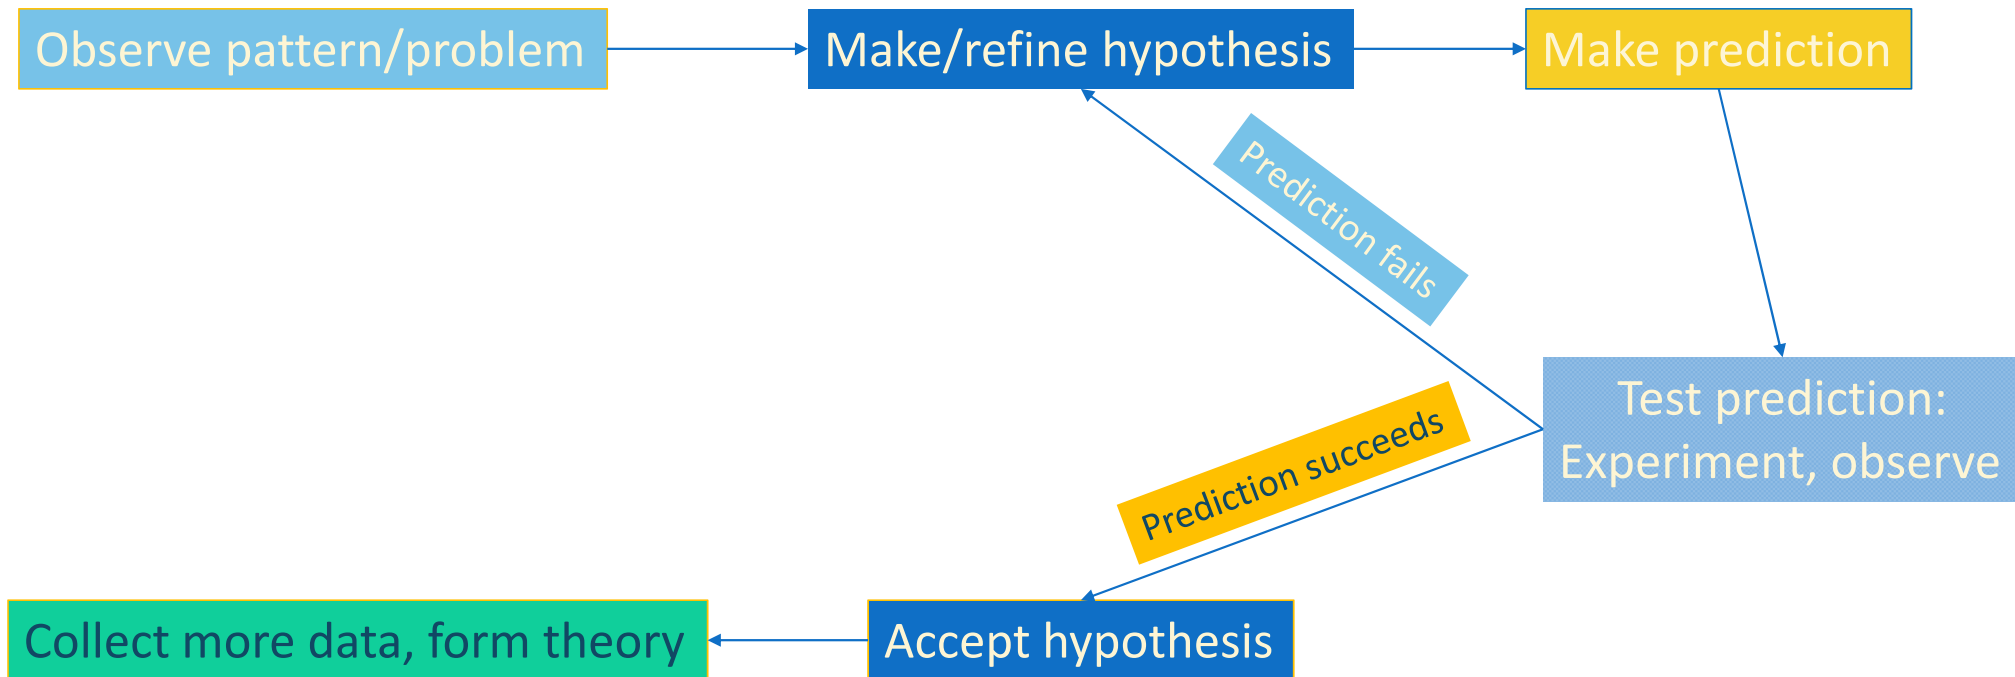 Observe pattern/problem
Make/refine hypothesis
Make prediction
Prediction fails
Test prediction:
Experiment, observe
Prediction succeeds
Accept hypothesis
Collect more data, form theory